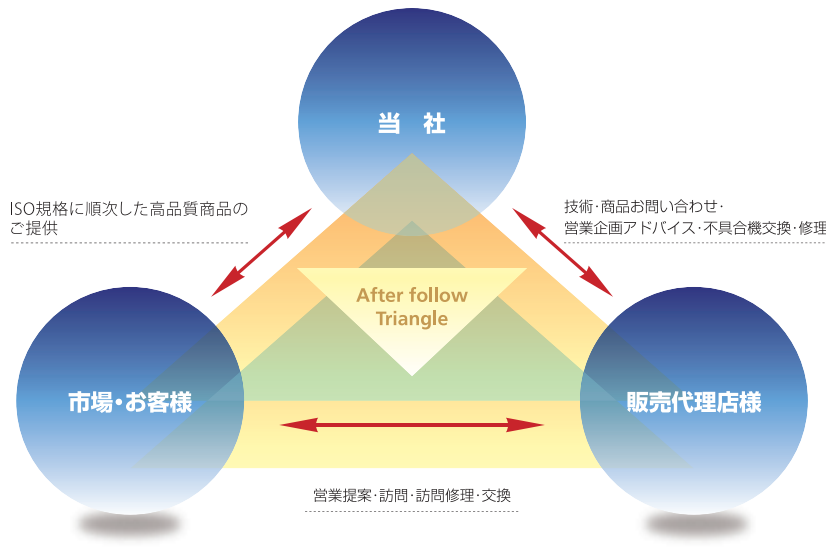 当 社
ISO規格に順次した高品質商品の
ご提供
技術・商品お問い合わせ・
営業企画アドバイス・不具合機交換・修理
After follow
Triangle
市場・お客様
販売代理店様
営業提案・訪問・訪問修理・交換